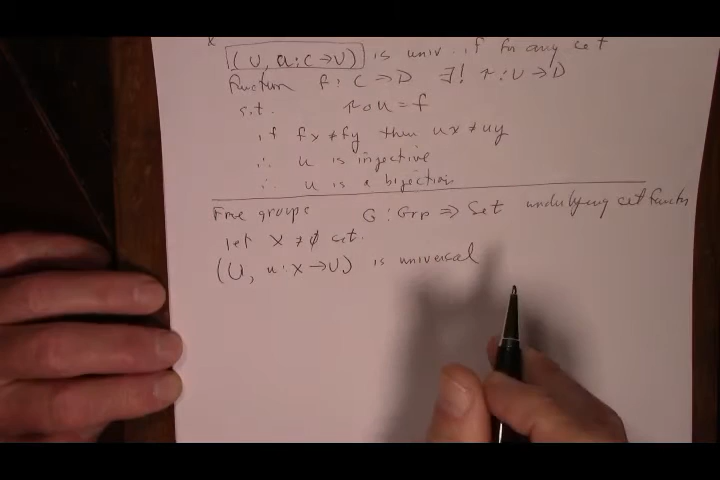 (U, u: C → U) is univ. if for any set
function f: C → D ∃! r: U → D
s.t. r ∘ u = f
if fx ≠ fy then ux ≠ uy
∴ u is injective
∴ u is a bijection
Free groups G: Grp ⇒ Set underlying set functor
let X ≠ ∅ set.
(U, u: X → U) is universal